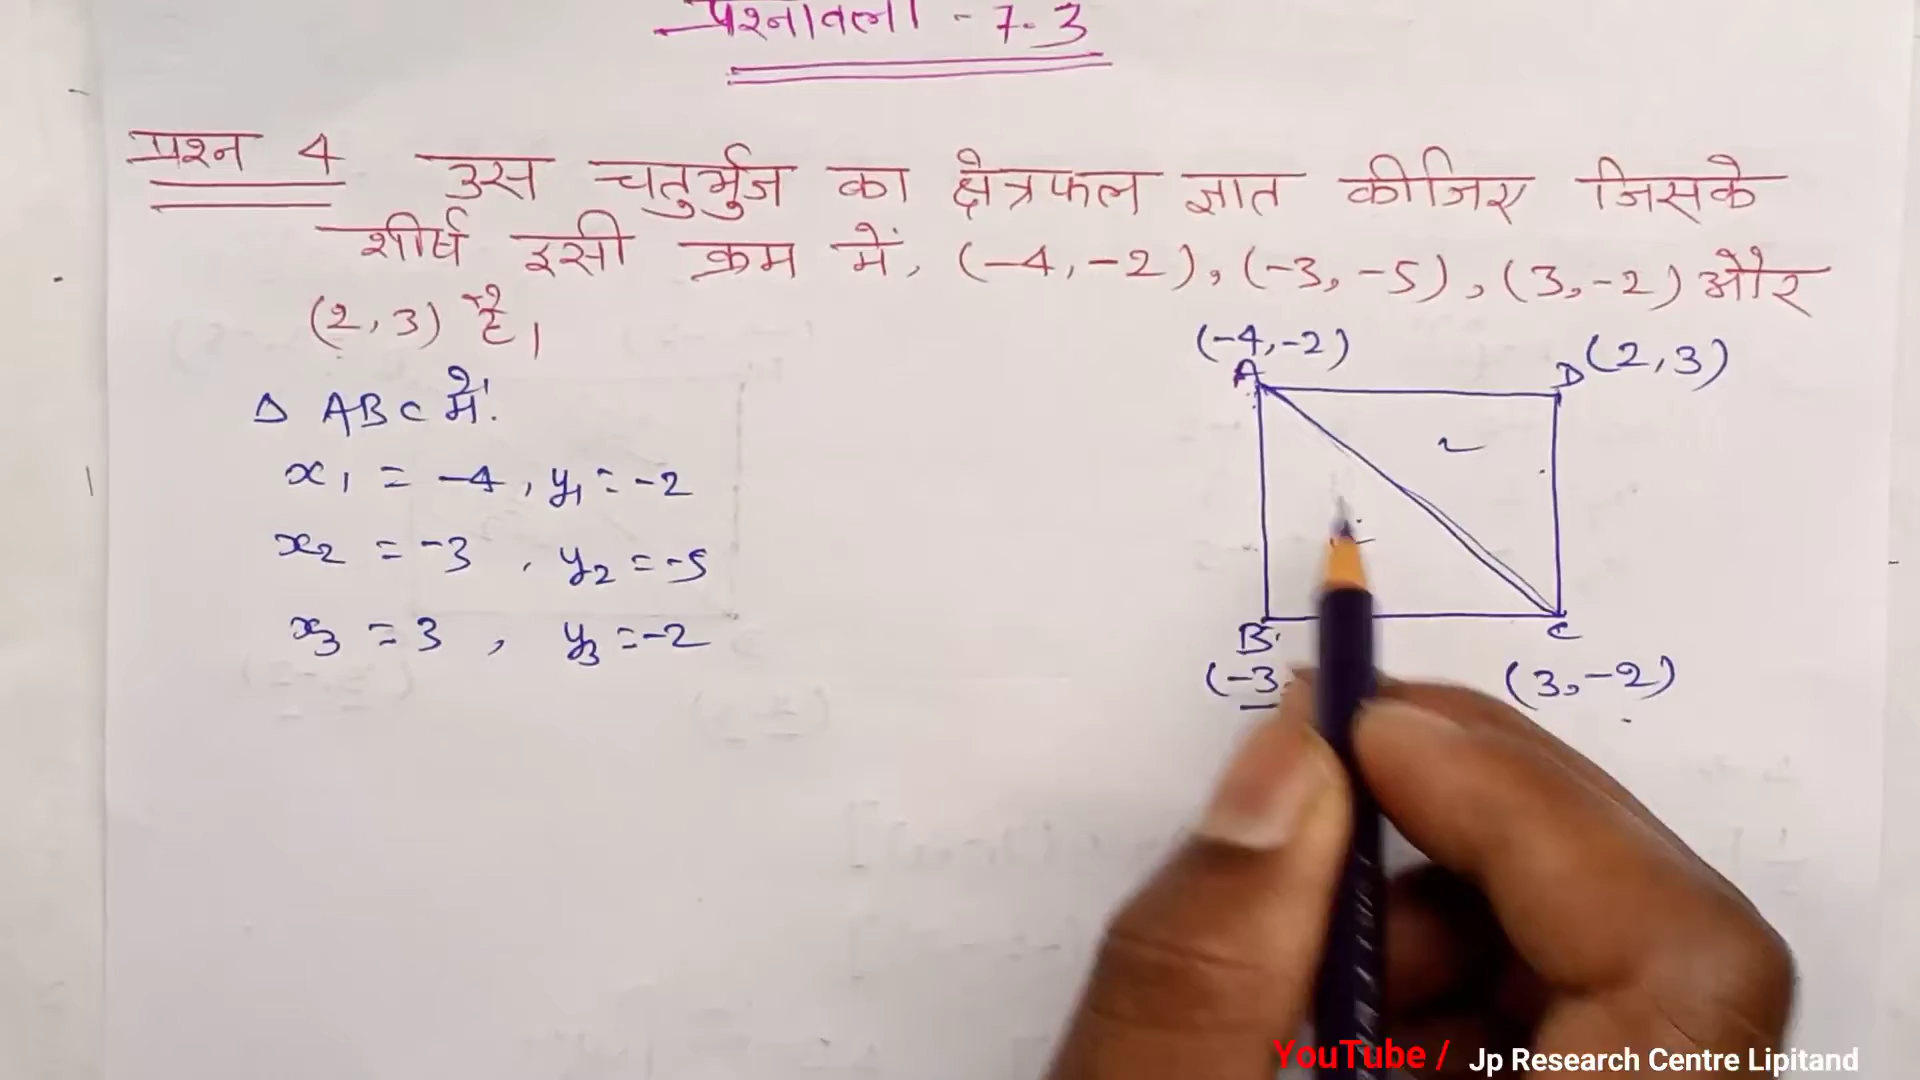 प्रश्नावली - 7.3
प्रश्न 4 उस चतुर्भुज का क्षेत्रफल ज्ञात कीजिए जिसके
शीर्ष इसी क्रम में, (-4,-2), (-3,-5), (3,-2) और
(2,3) है।
(-4,-2)
A
D (2,3)
Δ ABC में.
x1 = -4, y1 = -2
x2 = -3, y2 = -5
x3 = 3, y3 = -2
B
C
(-3,
(3,-2)
YouTube / Jp Research Centre Lipitand